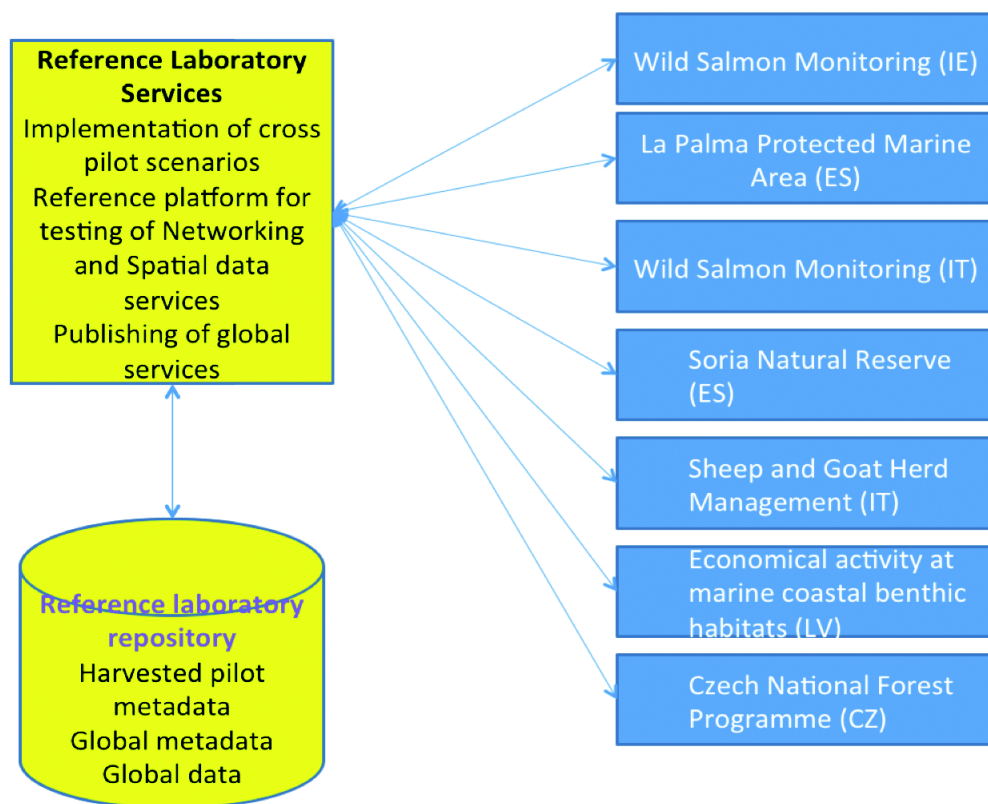 Reference Laboratory
Services
Implementation of cross
pilot scenarios
Reference platform for
testing of Networking
and Spatial data
services
Publishing of global
services
Reference laboratory
repository
Harvested pilot
metadata
Global metadata
Global data
Wild Salmon Monitoring (IE)
La Palma Protected Marine
Area (ES)
Wild Salmon Monitoring (IT)
Soria Natural Reserve
(ES)
Sheep and Goat Herd
Management (IT)
Economical activity at
marine coastal benthic
habitats (LV)
Czech National Forest
Programme (CZ)